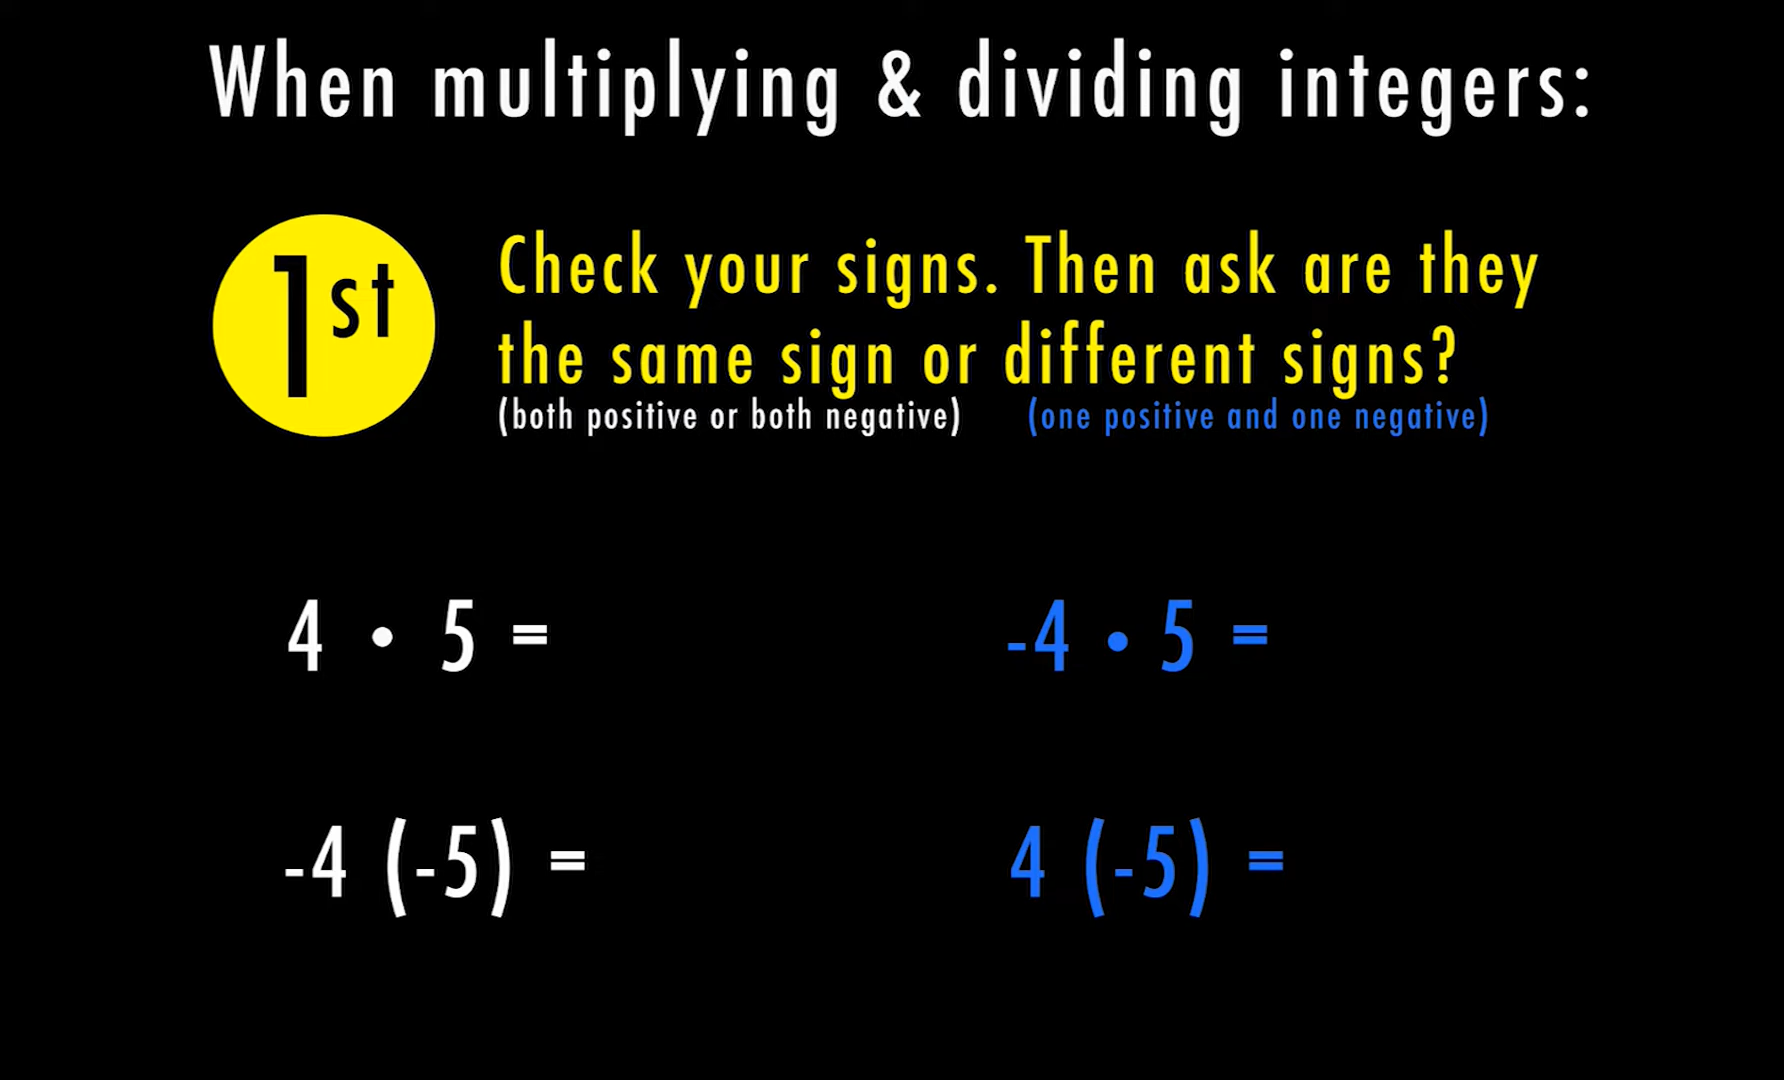 When multiplying & dividing integers:
1st
Check your signs. Then ask are they
the same sign or different signs?
(both positive or both negative) (one positive and one negative)
4 • 5 =
-4 • 5 =
-4 (-5) =
4 (-5) =